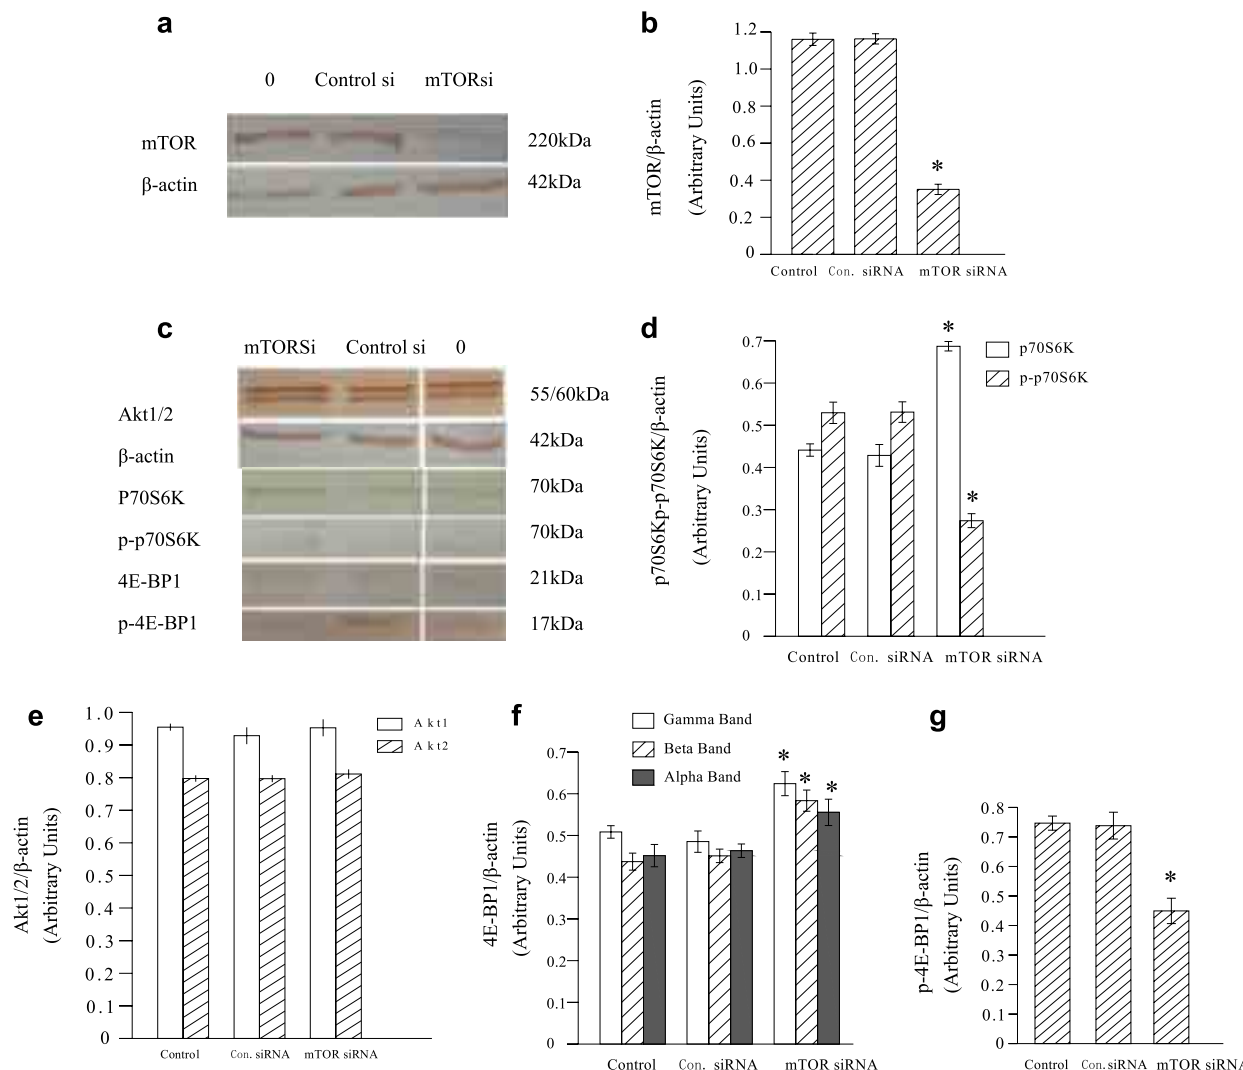 a
0 Control si mTORsi
mTOR 220kDa
β-actin 42kDa
b
mTOR/β-actin
(Arbitrary Units)
1.2
1.0
0.8
0.6
0.4
0.2
0
*
Control Con. siRNA mTOR siRNA
c
mTORSi Control si 0
Akt1/2 55/60kDa
β-actin 42kDa
P70S6K 70kDa
p-p70S6K 70kDa
4E-BP1 21kDa
p-4E-BP1 17kDa
d
p70S6Kp-p70S6K/β-actin
(Arbitrary Units)
0.7
0.6
0.5
0.4
0.3
0.2
0.1
0
*
*
p70S6K
p-p70S6K
Control Con. siRNA mTOR siRNA
e
Akt1/2/β-actin
(Arbitrary Units)
1.0
0.9
0.8
0.7
0.6
0.5
0.4
0.3
0.2
0.1
0
Akt1
Akt2
Control Con. siRNA mTOR siRNA
f
4E-BP1/β-actin
(Arbitrary Units)
Gamma Band
Beta Band
Alpha Band
0.7
0.6
0.5
0.4
0.3
0.2
0.1
0
* * *
Control Con. siRNA mTOR siRNA
g
p-4E-BP1/β-actin
(Arbitrary Units)
0.8
0.7
0.6
0.5
0.4
0.3
0.2
0.1
0
*
Control Con. siRNA mTOR siRNA